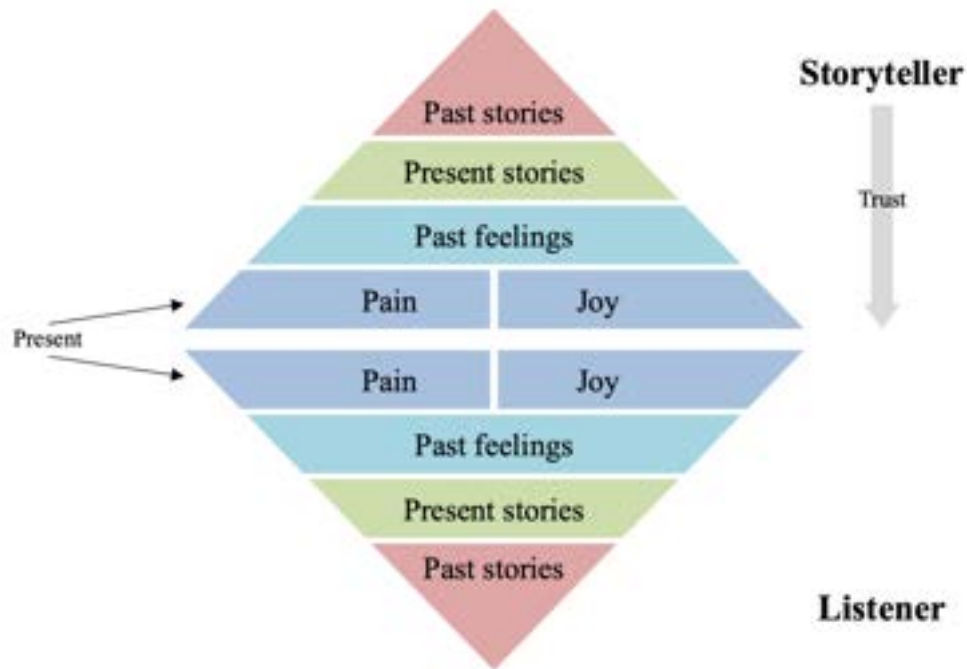 Storyteller
Past stories
Present stories
Trust
Past feelings
Pain Joy
Present
Pain Joy
Past feelings
Present stories
Past stories
Listener